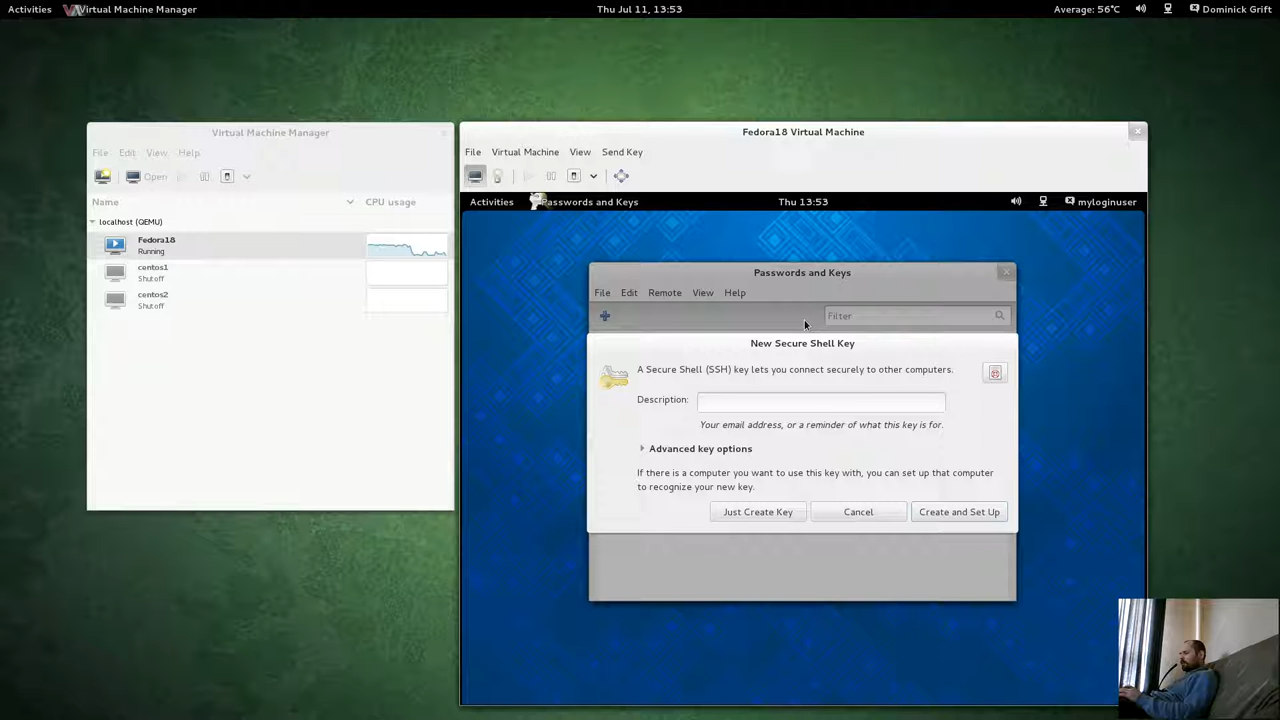 Activities Virtual Machine Manager Thu Jul 11, 13:53 Average: 56°C Dominick Grift
Virtual Machine Manager
File Edit View Help
Open
Name CPU usage
localhost (QEMU)
Fedora18
Running
centos1
Shutoff
centos2
Shutoff
Fedora18 Virtual Machine
File Virtual Machine View Send Key
Activities Passwords and Keys Thu 13:53 myloginuser
Passwords and Keys
File Edit Remote View Help
Filter
New Secure Shell Key
A Secure Shell (SSH) key lets you connect securely to other computers.
Description:
Your email address, or a reminder of what this key is for.
Advanced key options
If there is a computer you want to use this key with, you can set up that computer
to recognize your new key.
Just Create Key Cancel Create and Set Up